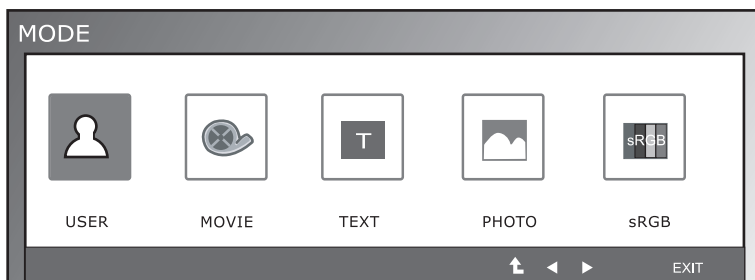 MODE
T
sRGB
USER MOVIE TEXT PHOTO sRGB
EXIT